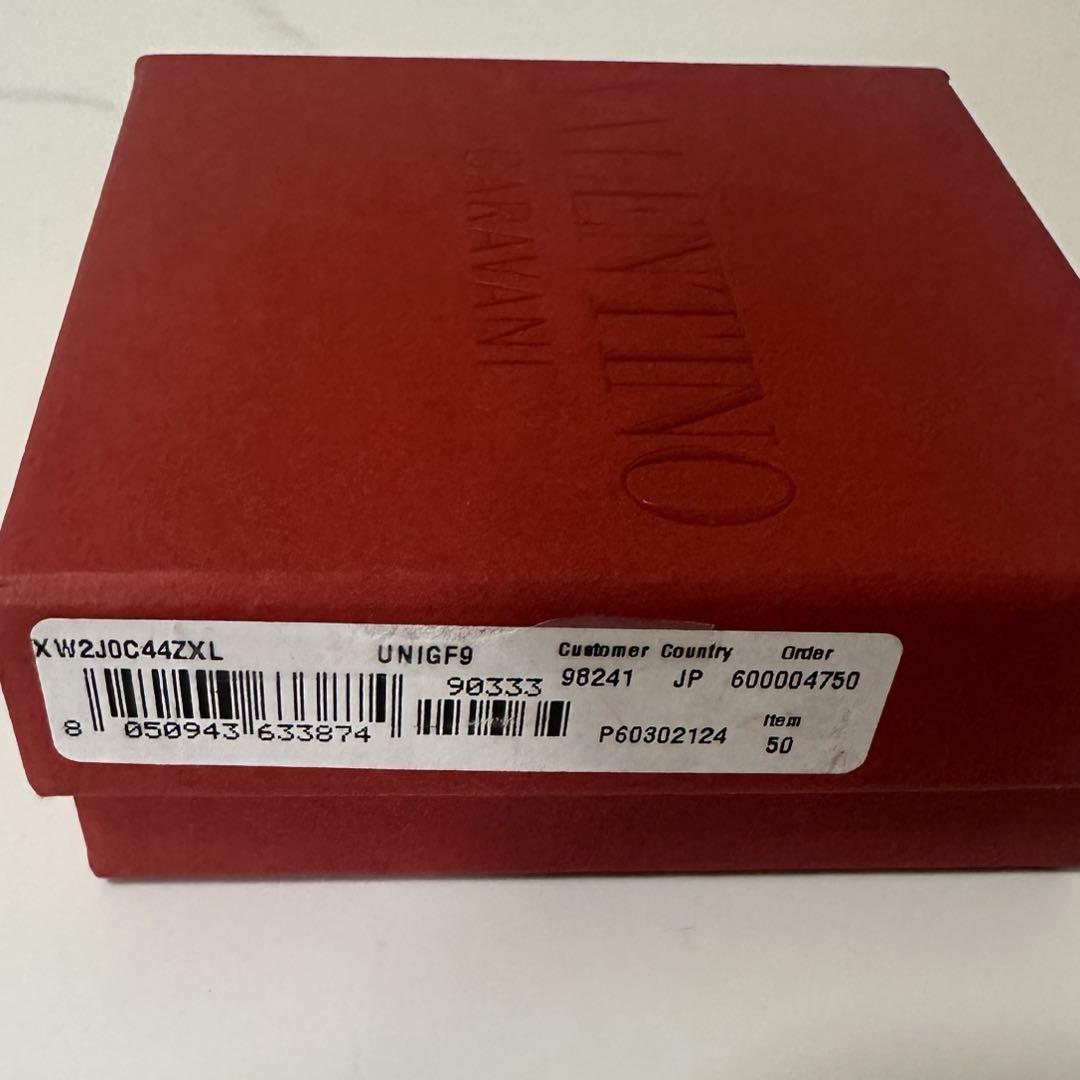 VALENTINO
GARAVANI
XW2J0C44ZXL UNIGF9 Customer Country Order
90333 98241 JP 600004750
8 050943 633874 P60302124 Item
50